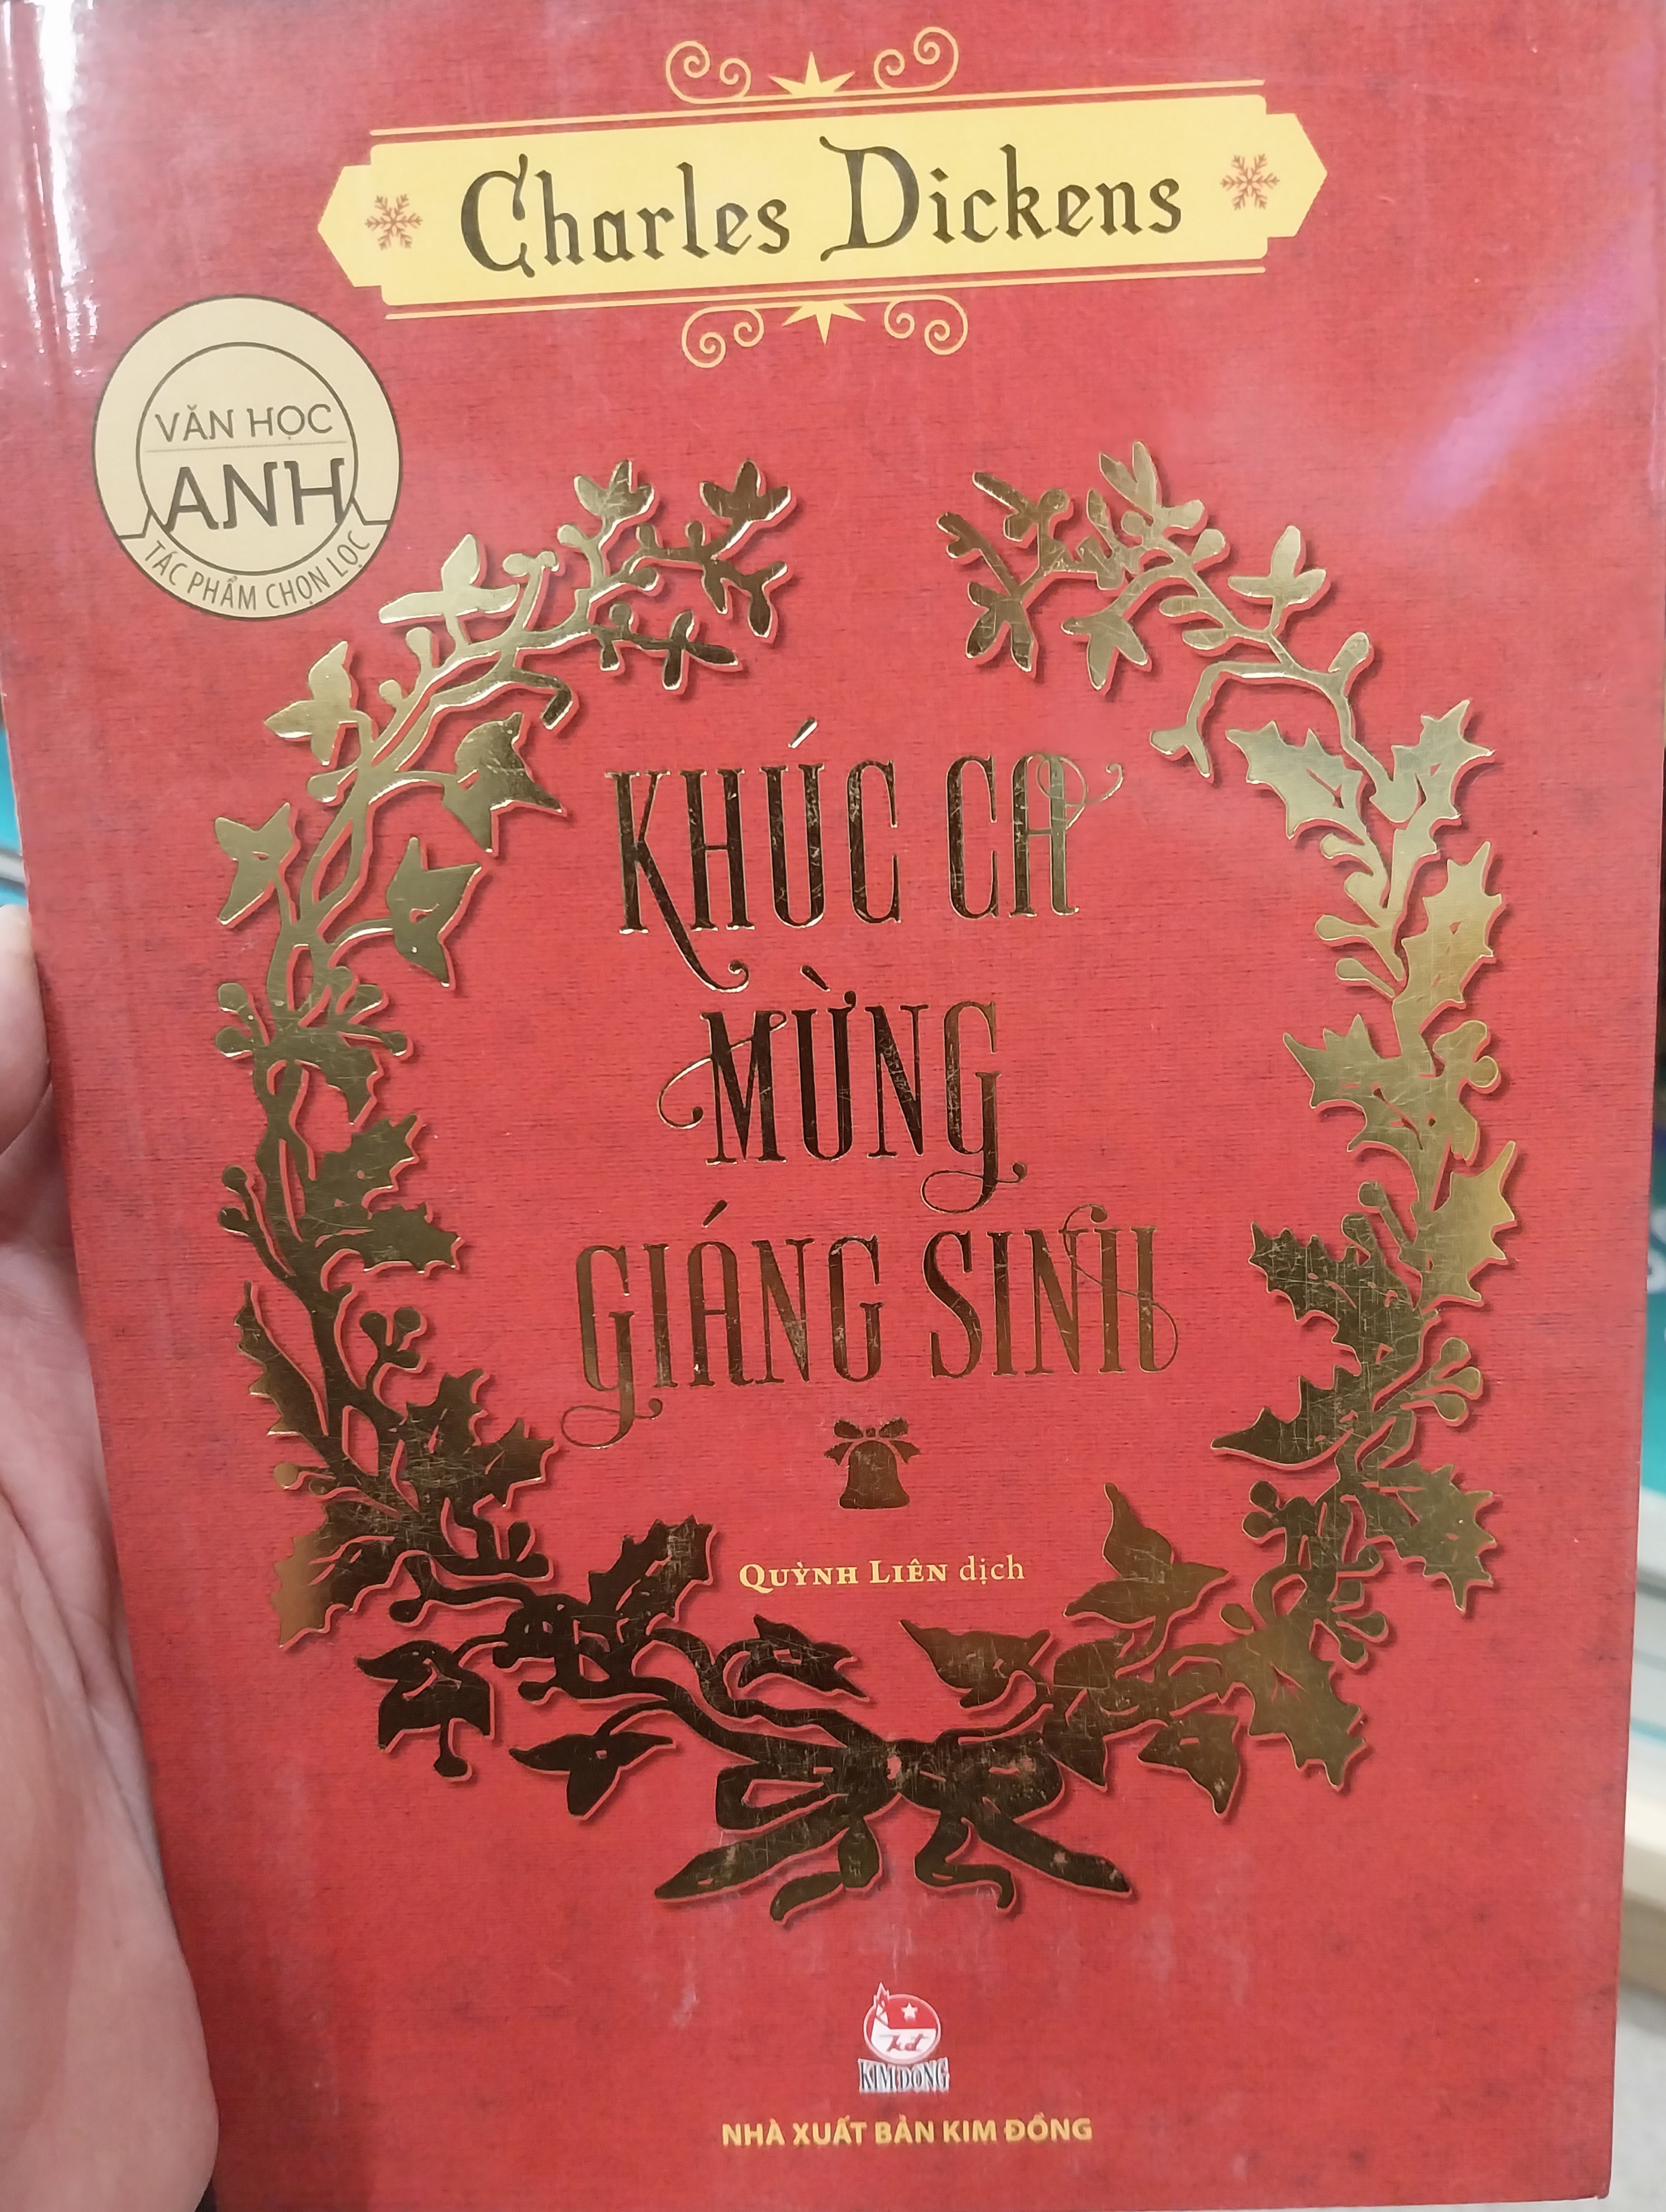 Charles Dickens
VĂN HỌC
ANH
TÁC PHẨM CHỌN LỌC
KHÚC CA
MỪNG
GIÁNG SINH
QUỲNH LIÊN dịch
Kđ
KIM ĐỒNG
NHÀ XUẤT BẢN KIM ĐỒNG